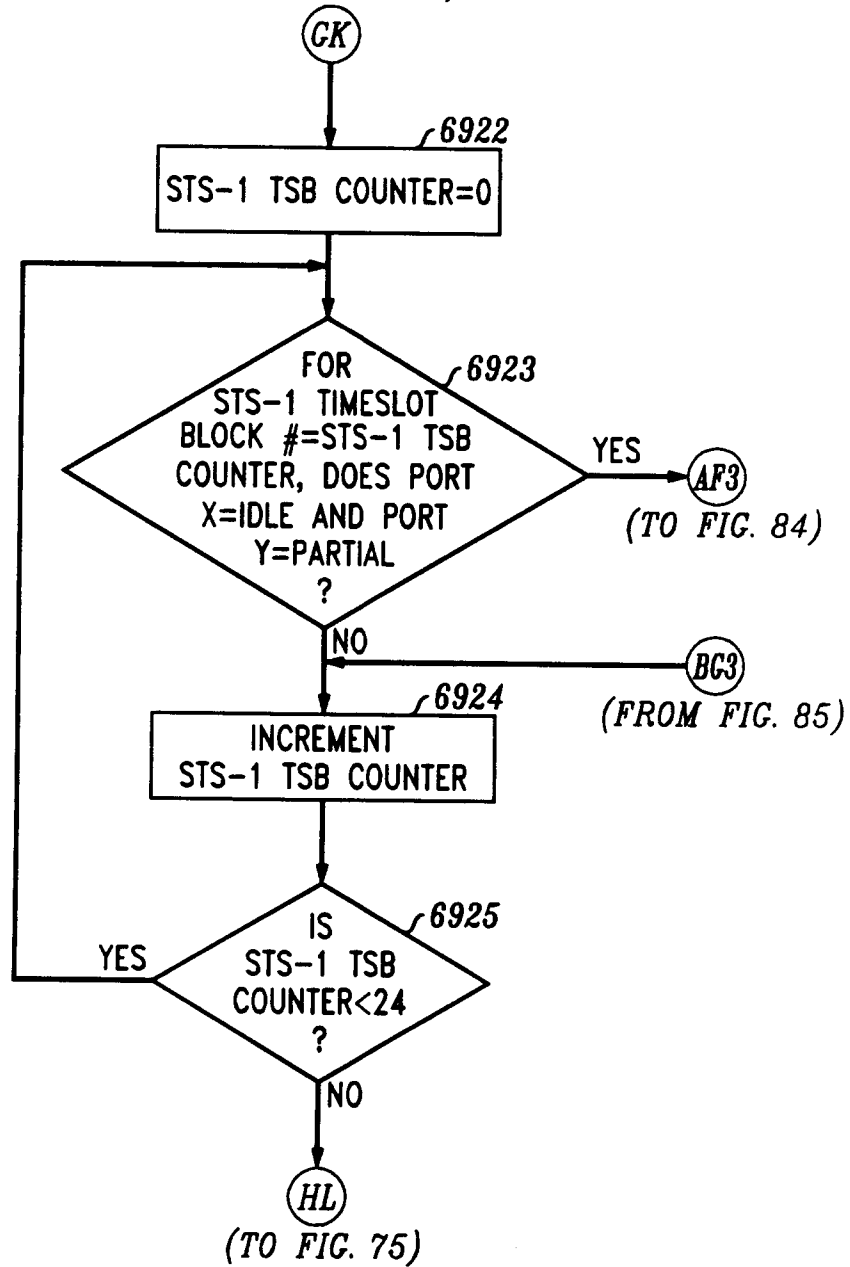 GK
6922
STS-1 TSB COUNTER=0
6923
FOR
STS-1 TIMESLOT
BLOCK #=STS-1 TSB
COUNTER, DOES PORT
X=IDLE AND PORT
Y=PARTIAL
?
YES
AF3
(TO FIG. 84)
NO
BG3
(FROM FIG. 85)
6924
INCREMENT
STS-1 TSB COUNTER
6925
IS
STS-1 TSB
COUNTER<24
?
YES
NO
HL
(TO FIG. 75)